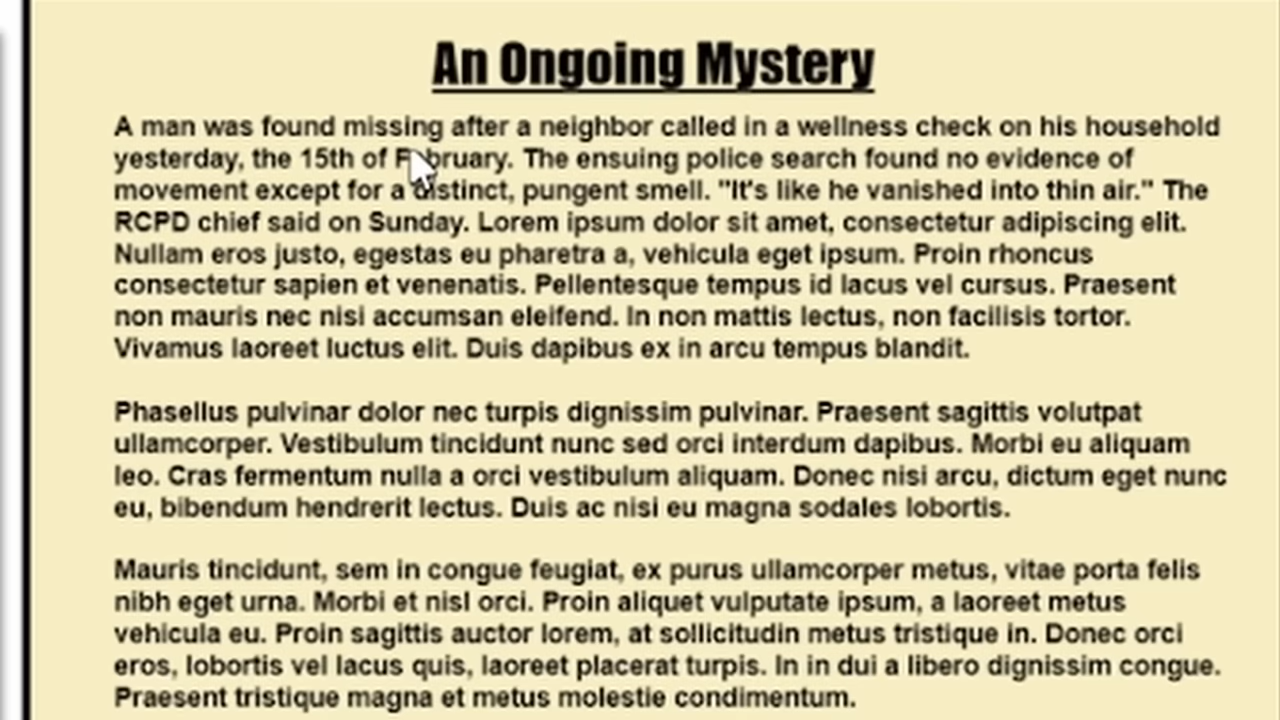 An Ongoing Mystery
A man was found missing after a neighbor called in a wellness check on his household
yesterday, the 15th of February. The ensuing police search found no evidence of
movement except for a distinct, pungent smell. "It's like he vanished into thin air." The
RCPD chief said on Sunday. Lorem ipsum dolor sit amet, consectetur adipiscing elit.
Nullam eros justo, egestas eu pharetra a, vehicula eget ipsum. Proin rhoncus
consectetur sapien et venenatis. Pellentesque tempus id lacus vel cursus. Praesent
non mauris nec nisi accumsan eleifend. In non mattis lectus, non facilisis tortor.
Vivamus laoreet luctus elit. Duis dapibus ex in arcu tempus blandit.
Phasellus pulvinar dolor nec turpis dignissim pulvinar. Praesent sagittis volutpat
ullamcorper. Vestibulum tincidunt nunc sed orci interdum dapibus. Morbi eu aliquam
leo. Cras fermentum nulla a orci vestibulum aliquam. Donec nisi arcu, dictum eget nunc
eu, bibendum hendrerit lectus. Duis ac nisi eu magna sodales lobortis.
Mauris tincidunt, sem in congue feugiat, ex purus ullamcorper metus, vitae porta felis
nibh eget urna. Morbi et nisl orci. Proin aliquet vulputate ipsum, a laoreet metus
vehicula eu. Proin sagittis auctor lorem, at sollicitudin metus tristique in. Donec orci
eros, lobortis vel lacus quis, laoreet placerat turpis. In in dui a libero dignissim congue.
Praesent tristique magna et metus molestie condimentum.